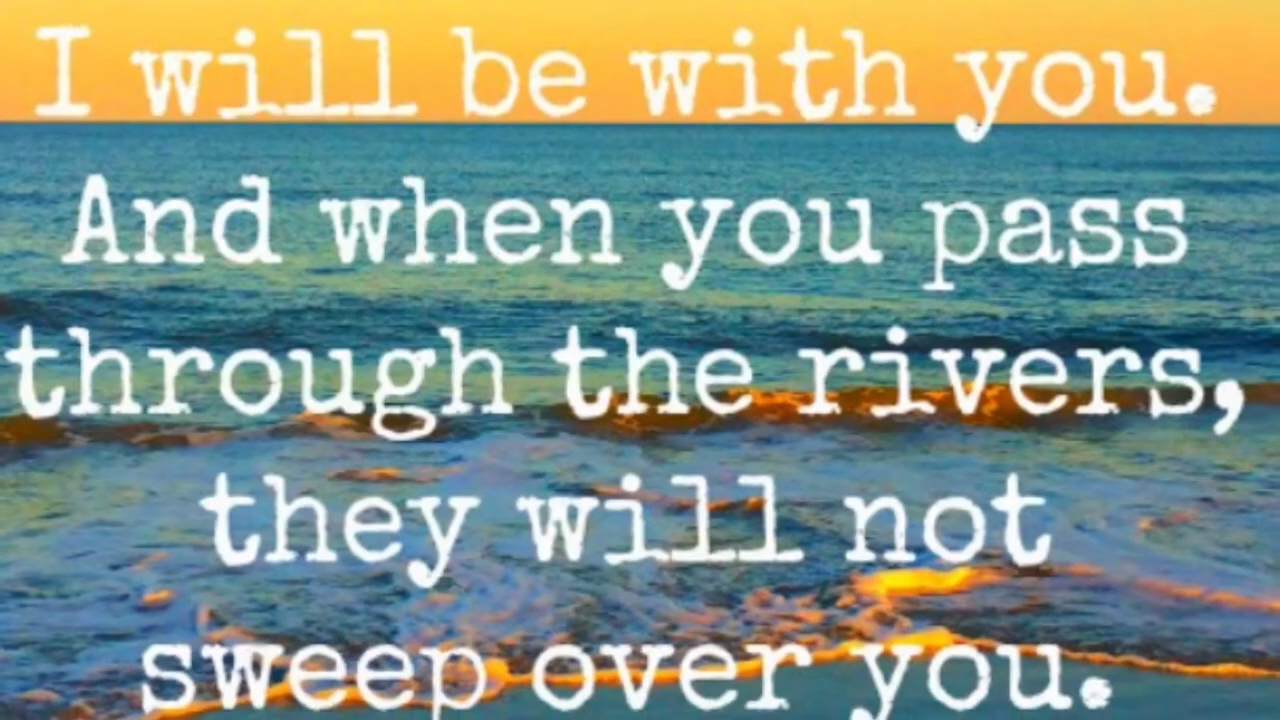 I will be with you.
And when you pass
through the rivers,
they will not
sweep over you.